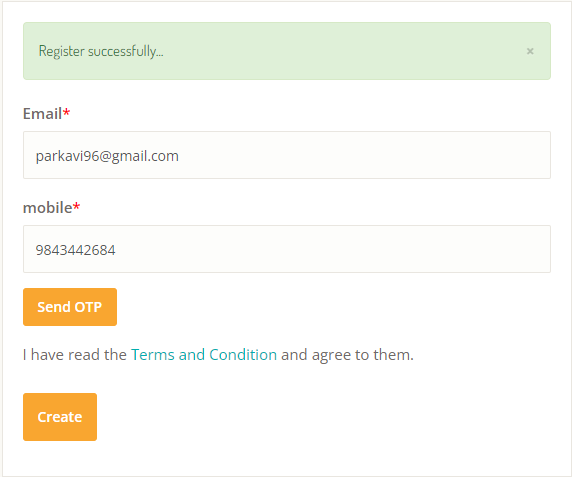 Register successfully...
×
Email*
parkavi96@gmail.com
mobile*
9843442684
Send OTP
I have read the Terms and Condition and agree to them.
Create